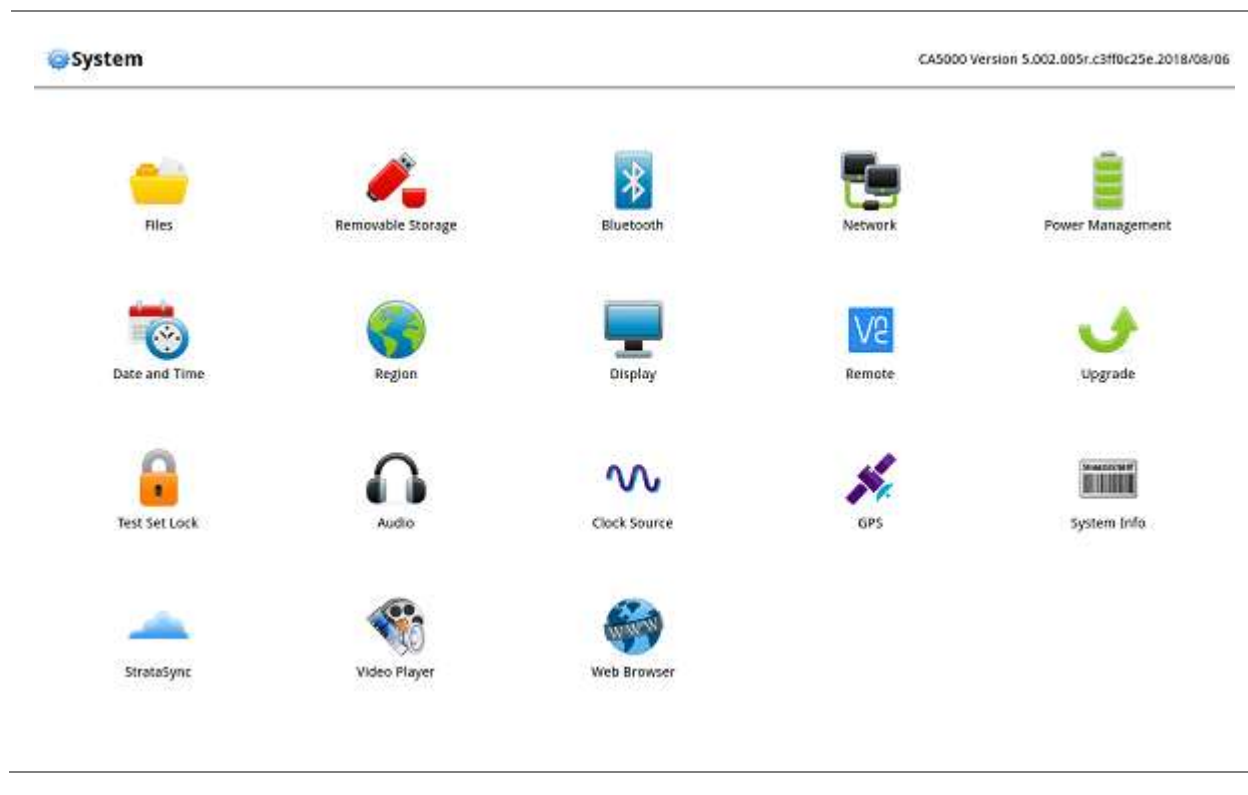 System
CA5000 Version 5.002.005r.c3ff0c25e.2018/08/06
Files
Removable Storage
Bluetooth
Network
Power Management
Date and Time
Region
Display
VC
Remote
Upgrade
Test Set Lock
Audio
Clock Source
GPS
System Info
StrataSync
Video Player
WWW
Web Browser